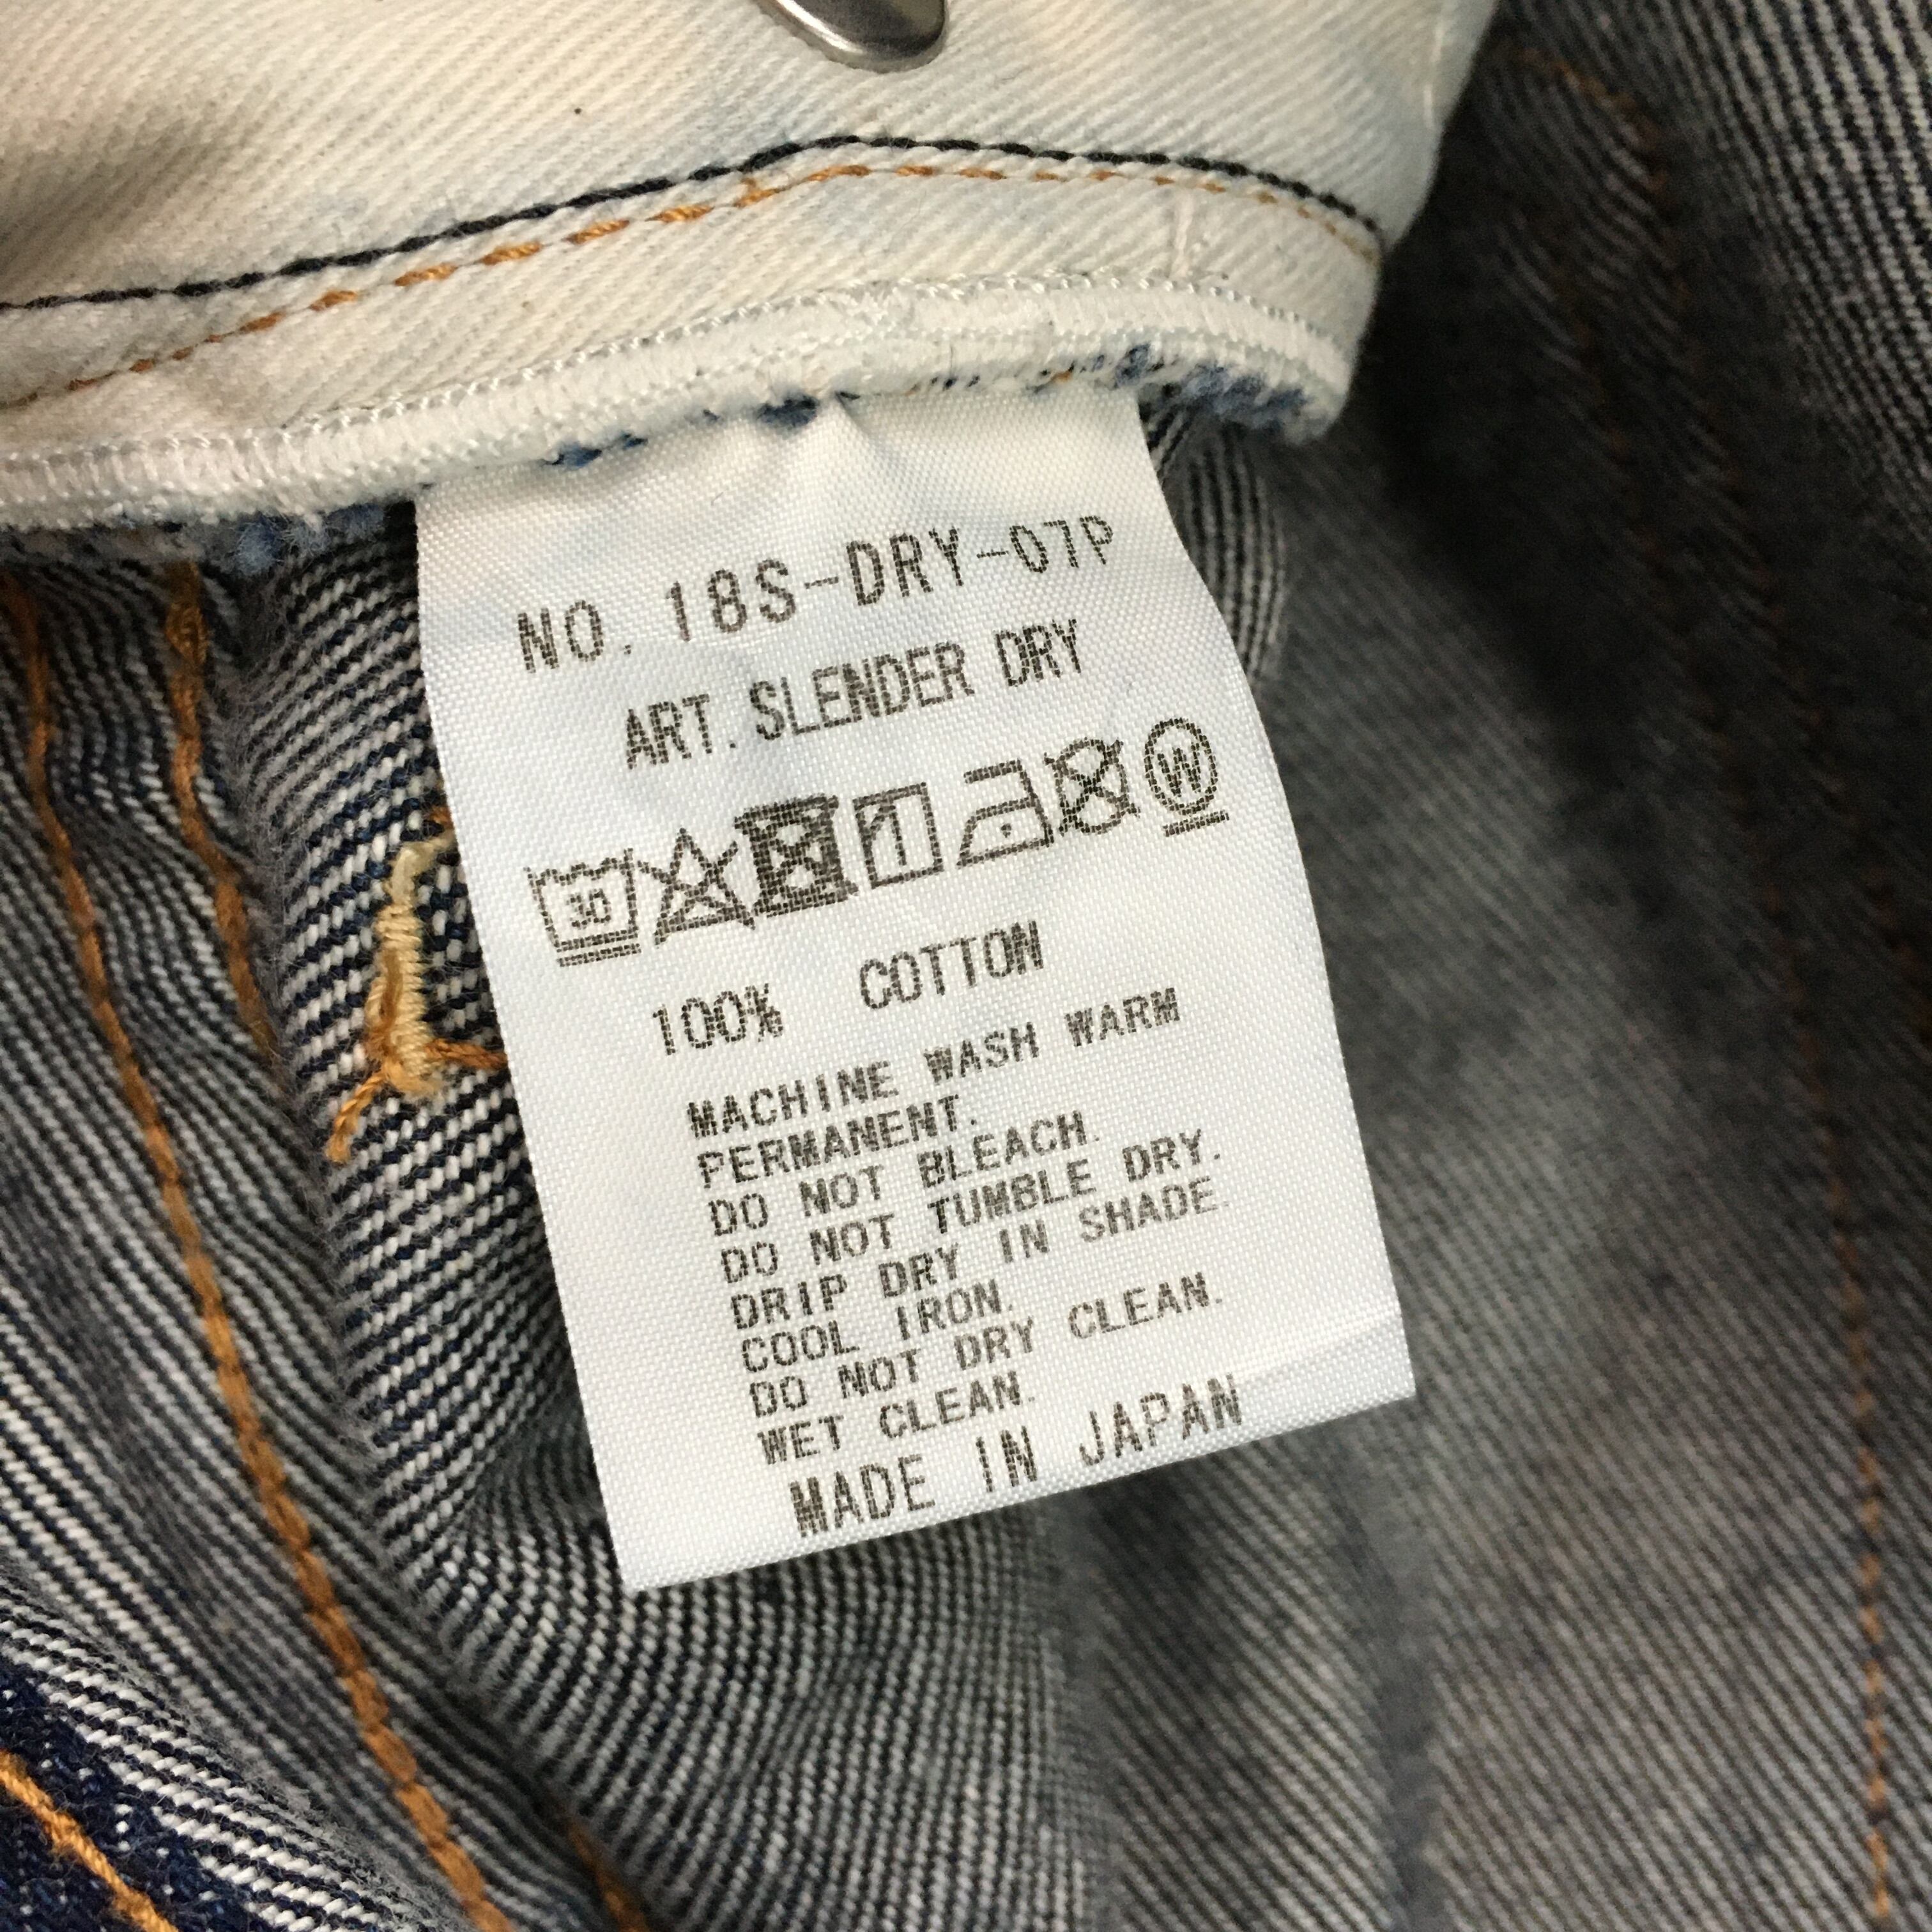 NO. 18S-DRY-07P
ART. SLENDER DRY
30 W
100% COTTON
MACHINE WASH WARM
PERMANENT.
DO NOT BLEACH.
DO NOT TUMBLE DRY.
DRIP DRY IN SHADE.
COOL IRON.
DO NOT DRY CLEAN.
WET CLEAN.
MADE IN JAPAN